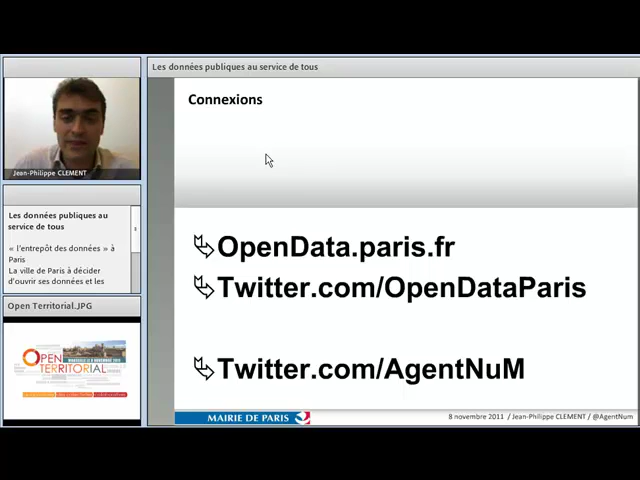 Les données publiques au service de tous
Connexions
Jean-Philippe CLEMENT
Les données publiques au
service de tous
« l'entrepôt des données » à
Paris
La ville de Paris à décider
d'ouvrir ses données et les
OpenData.paris.fr
Twitter.com/OpenDataParis
Twitter.com/AgentNuM
Open Territorial.JPG
OPEN
TERRITORIAL
MAIRIE DE PARIS
8 novembre 2011 / Jean-Philippe CLEMENT / @AgentNum